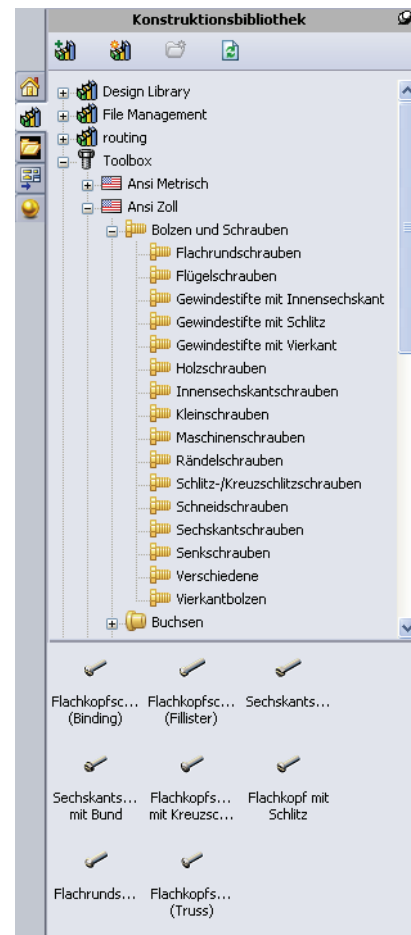 Konstruktionsbibliothek
Design Library
File Management
routing
Toolbox
Ansi Metrisch
Ansi Zoll
Bolzen und Schrauben
Flachrundschrauben
Flügelschrauben
Gewindestifte mit Innensechskant
Gewindestifte mit Schlitz
Gewindestifte mit Vierkant
Holzschrauben
Innensechskantschrauben
Kleinschrauben
Maschinenschrauben
Rändelschrauben
Schlitz-/Kreuzschlitzschrauben
Schneidschrauben
Sechskantschrauben
Senkschrauben
Verschiedene
Vierkantbolzen
Buchsen
Flachkopfsc... Flachkopfsc... Sechskants...
(Binding) (Fillister)
Sechskants... Flachkopfs... Flachkopf mit
mit Bund mit Kreuzsc... Schlitz
Flachrunds... Flachkopfs...
(Truss)